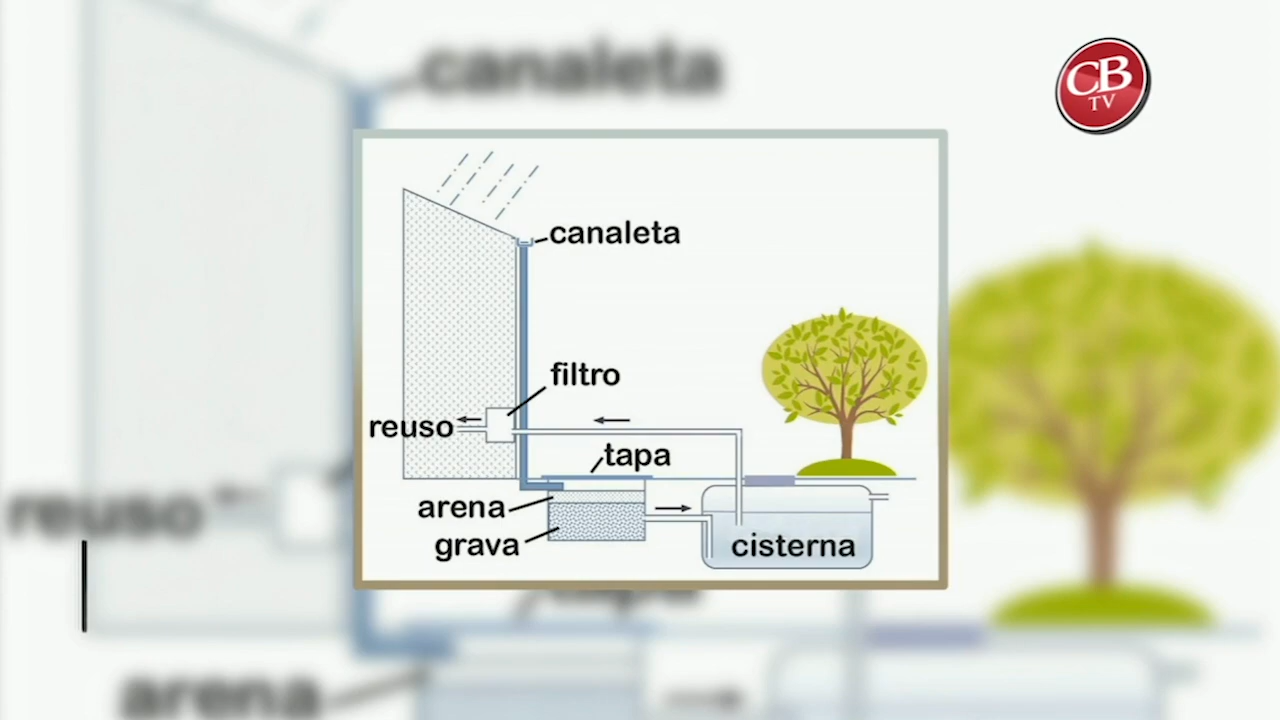 canaleta
CB
TV
canaleta
filtro
reuso
tapa
arena
grava
cisterna
reuso
arena